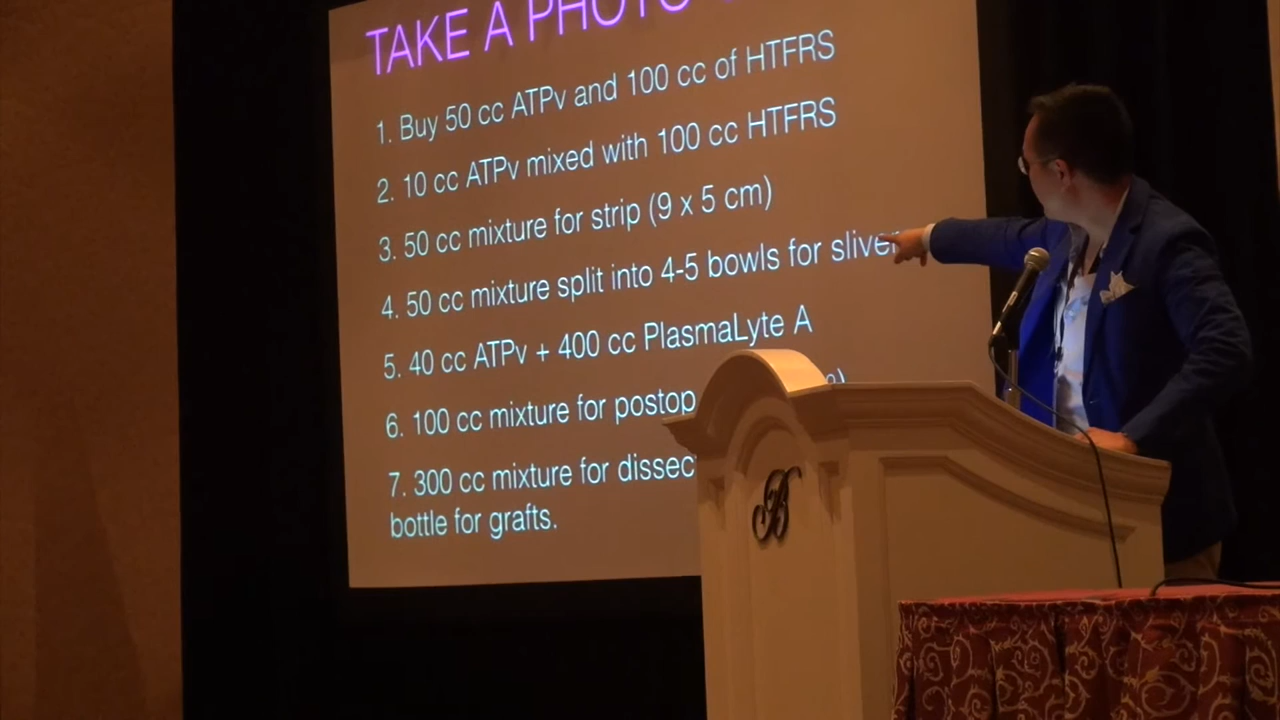 TAKE A PHOTO
1. Buy 50 cc ATPv and 100 cc of HTFRS
2. 10 cc ATPv mixed with 100 cc HTFRS
3. 50 cc mixture for strip (9 x 5 cm)
4. 50 cc mixture split into 4-5 bowls for sliver
5. 40 cc ATPv + 400 cc PlasmaLyte A
6. 100 cc mixture for postop
7. 300 cc mixture for
bottle for grafts.
B